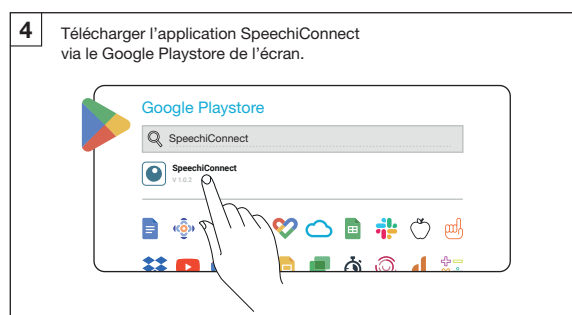 4
Télécharger l'application SpeechiConnect
via le Google Playstore de l'écran.
Google Playstore
SpeechiConnect
SpeechiConnect
V 1.0.2